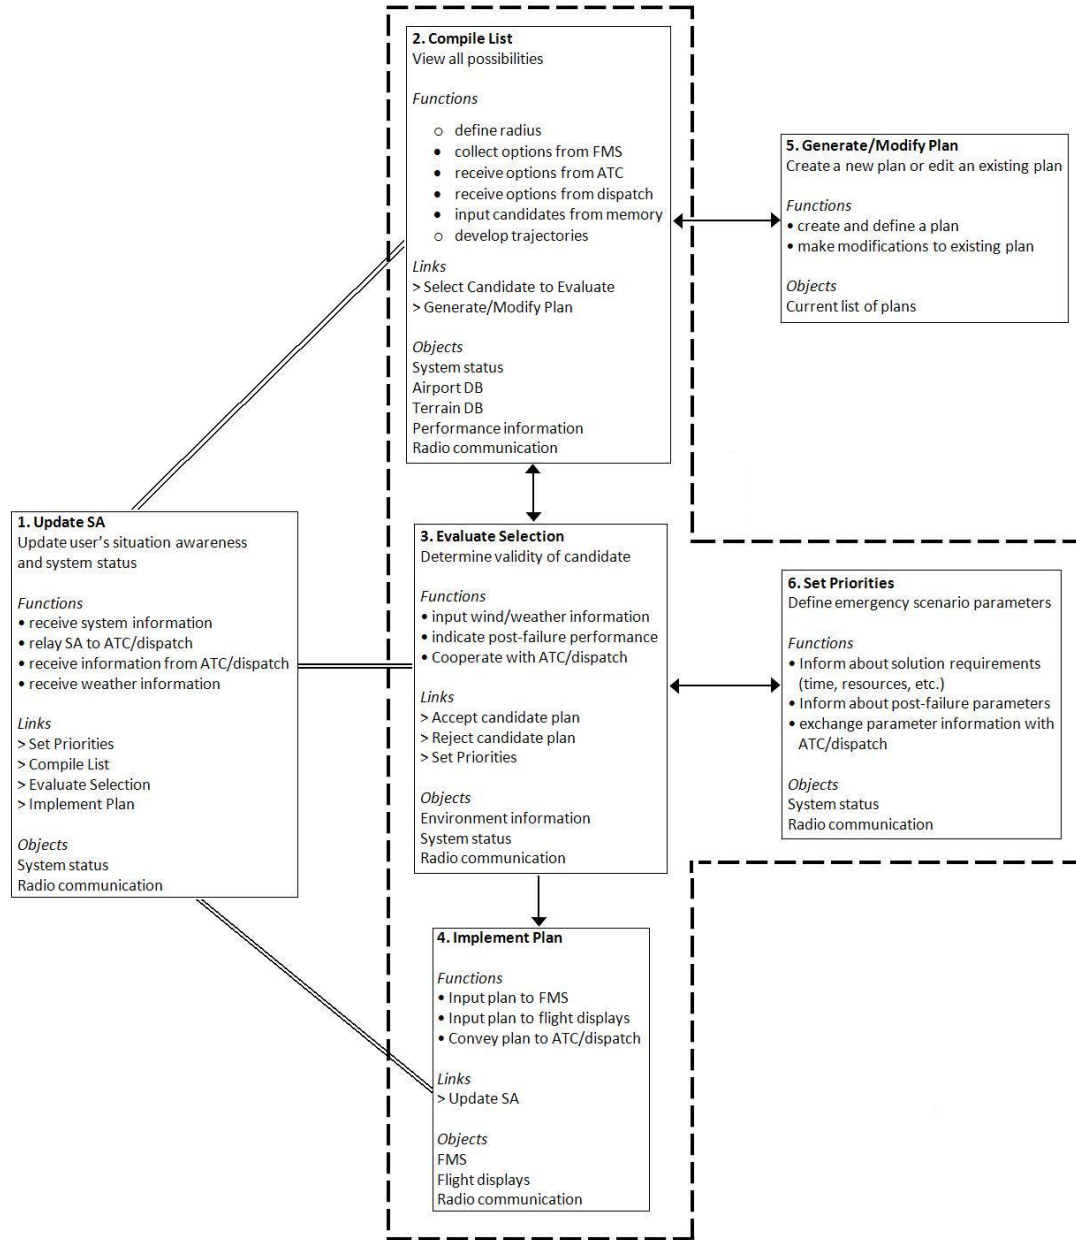 2. Compile List
View all possibilities
Functions
○ define radius
● collect options from FMS
● receive options from ATC
● receive options from dispatch
● input candidates from memory
○ develop trajectories
Links
> Select Candidate to Evaluate
> Generate/Modify Plan
Objects
System status
Airport DB
Terrain DB
Performance information
Radio communication
5. Generate/Modify Plan
Create a new plan or edit an existing plan
Functions
• create and define a plan
• make modifications to existing plan
Objects
Current list of plans
1. Update SA
Update user's situation awareness
and system status
Functions
• receive system information
• relay SA to ATC/dispatch
• receive information from ATC/dispatch
• receive weather information
Links
> Set Priorities
> Compile List
> Evaluate Selection
> Implement Plan
Objects
System status
Radio communication
3. Evaluate Selection
Determine validity of candidate
Functions
• input wind/weather information
• indicate post-failure performance
• Cooperate with ATC/dispatch
Links
> Accept candidate plan
> Reject candidate plan
> Set Priorities
Objects
Environment information
System status
Radio communication
6. Set Priorities
Define emergency scenario parameters
Functions
• Inform about solution requirements
(time, resources, etc.)
• Inform about post-failure parameters
• exchange parameter information with
ATC/dispatch
Objects
System status
Radio communication
4. Implement Plan
Functions
• Input plan to FMS
• Input plan to flight displays
• Convey plan to ATC/dispatch
Links
> Update SA
Objects
FMS
Flight displays
Radio communication